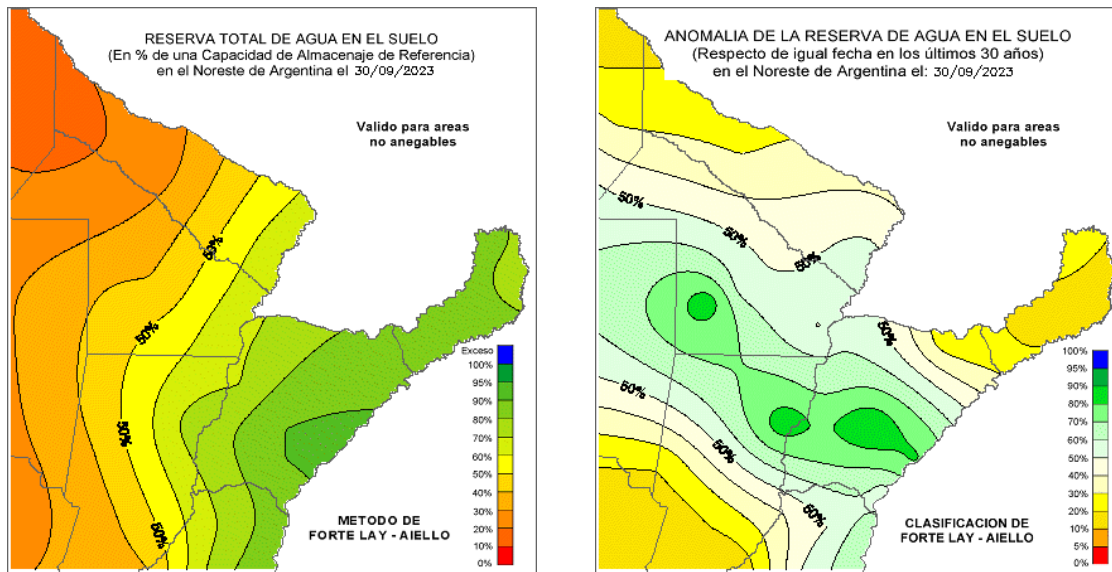 RESERVA TOTAL DE AGUA EN EL SUELO
(En % de una Capacidad de Almacenaje de Referencia)
en el Noreste de Argentina el 30/09/2023
Valido para areas
no anegables
50%
50%
50%
50%
Exceso
100%
95%
90%
80%
70%
60%
50%
40%
30%
20%
10%
0%
METODO DE
FORTE LAY - AIELLO
ANOMALIA DE LA RESERVA DE AGUA EN EL SUELO
(Respecto de igual fecha en los últimos 30 años)
en el Noreste de Argentina el: 30/09/2023
Valido para areas
no anegables
50%
50%
50%
50%
50%
50%
50%
100%
95%
90%
80%
70%
60%
50%
40%
30%
20%
10%
5%
0%
CLASIFICACION DE
FORTE LAY - AIELLO